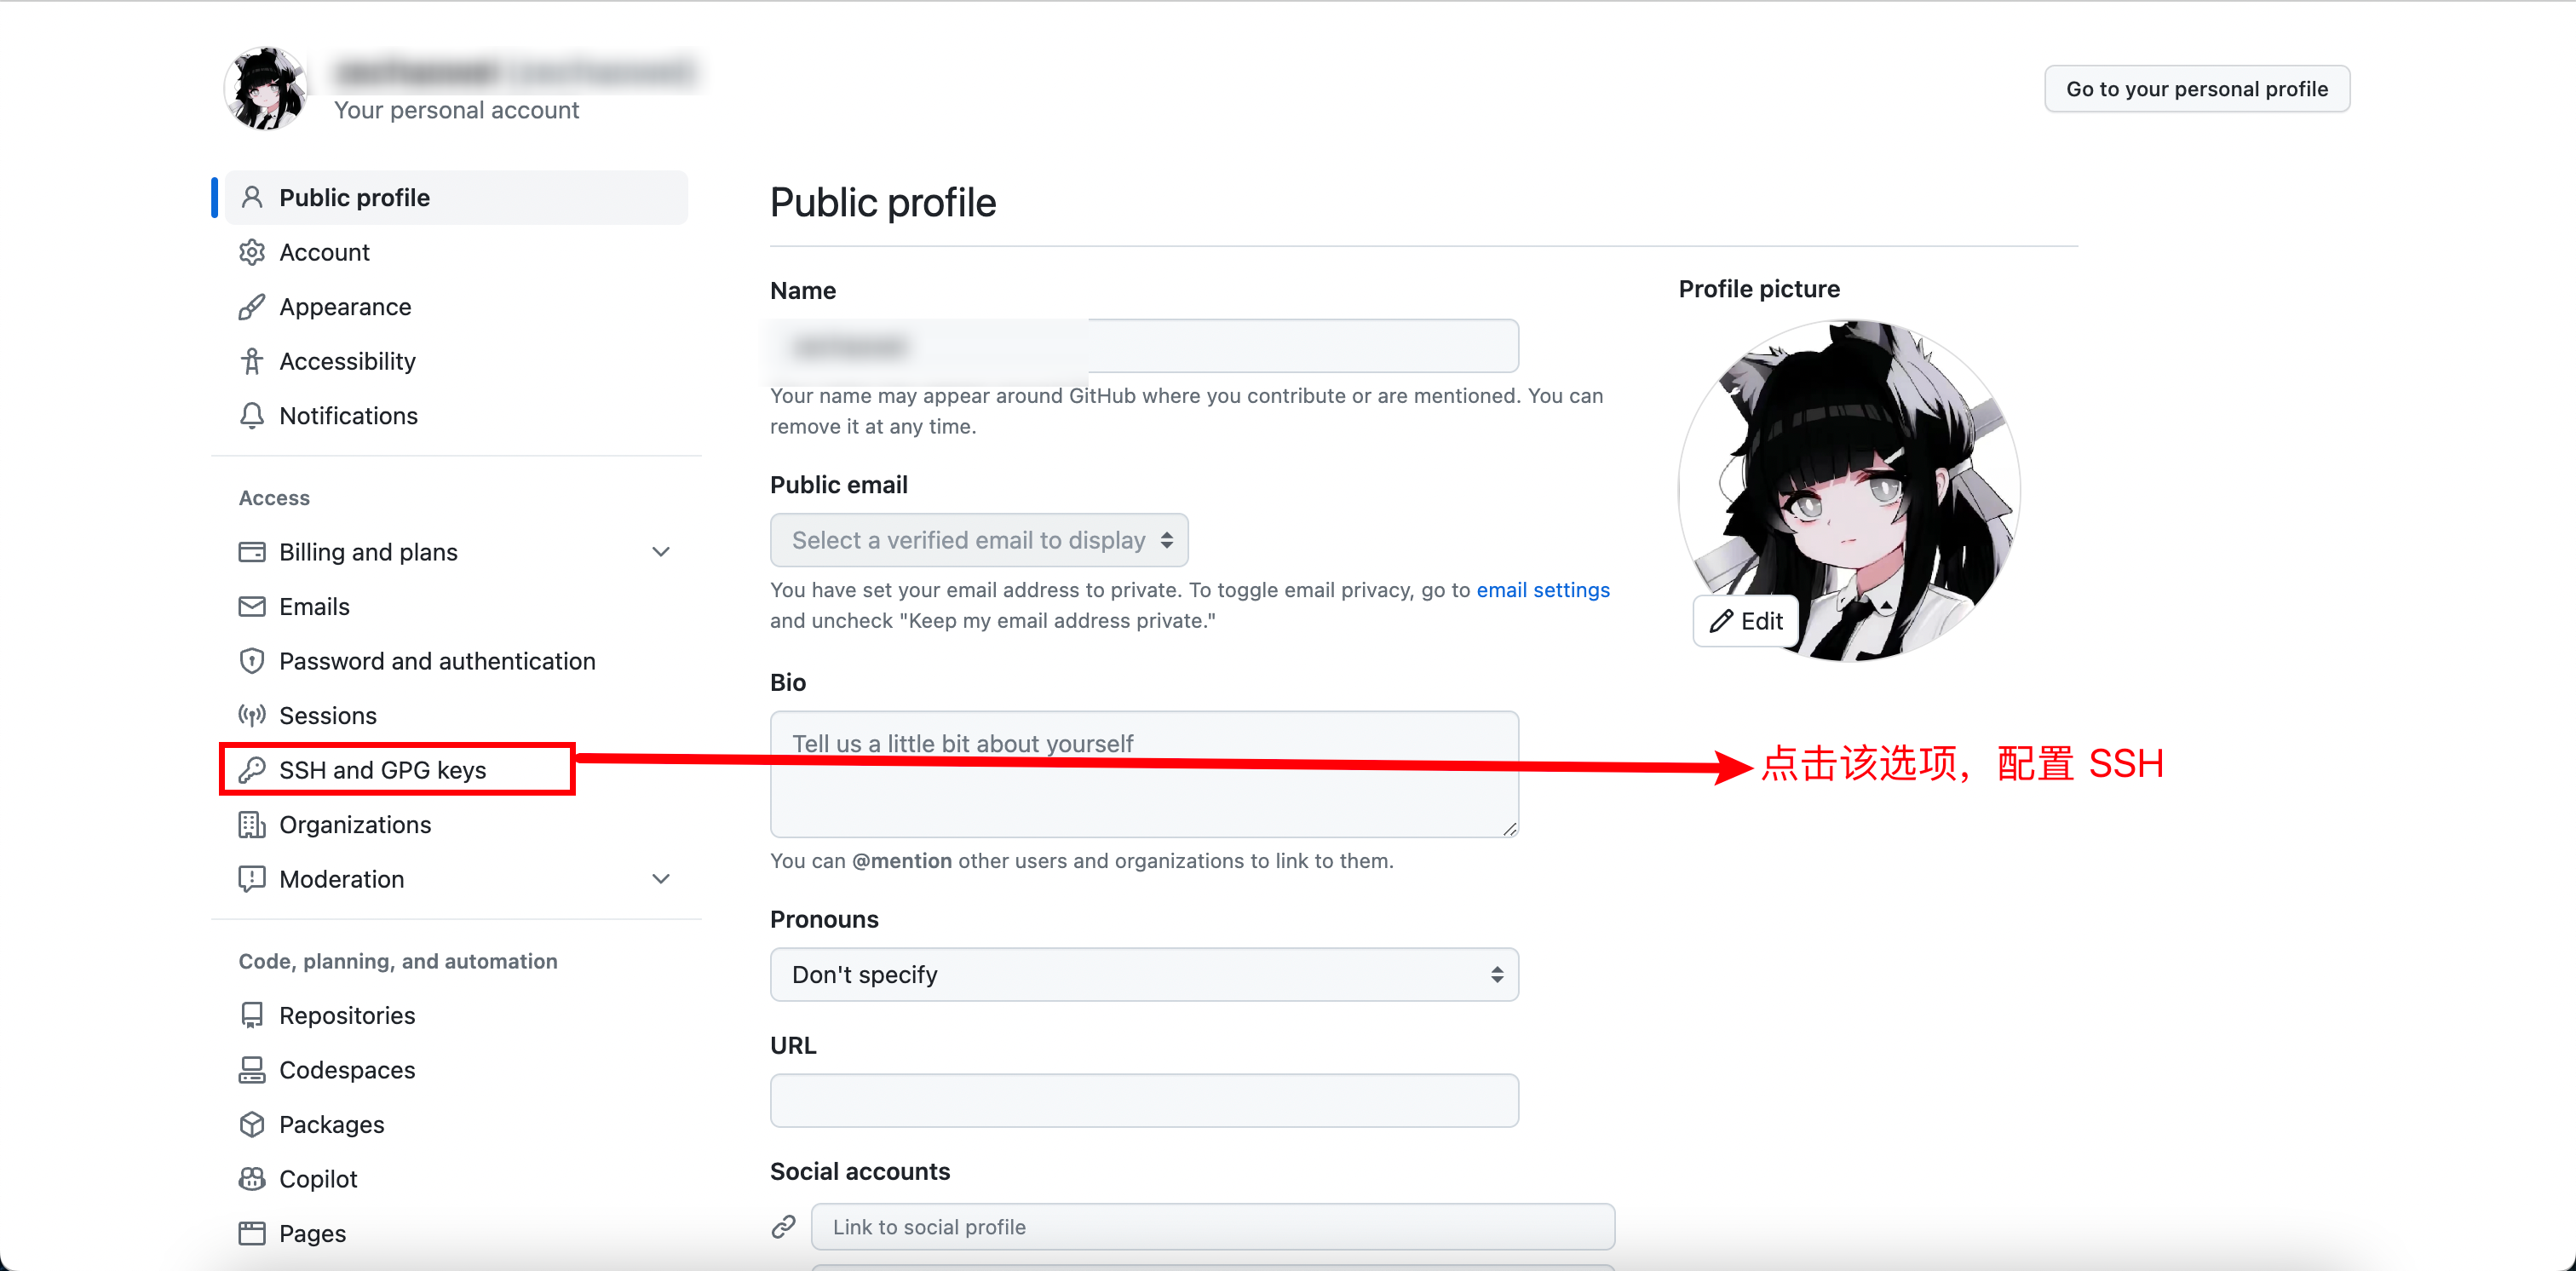 Your personal account
Go to your personal profile
Public profile
Account
Appearance
Accessibility
Notifications
Access
Billing and plans
Emails
Password and authentication
Sessions
SSH and GPG keys
Organizations
Moderation
Code, planning, and automation
Repositories
Codespaces
Packages
Copilot
Pages
Public profile
Name
Your name may appear around GitHub where you contribute or are mentioned. You can
remove it at any time.
Public email
Select a verified email to display
You have set your email address to private. To toggle email privacy, go to email settings
and uncheck "Keep my email address private."
Bio
Tell us a little bit about yourself
You can @mention other users and organizations to link to them.
Pronouns
Don't specify
URL
Social accounts
Link to social profile
Profile picture
Edit
点击该选项，配置 SSH